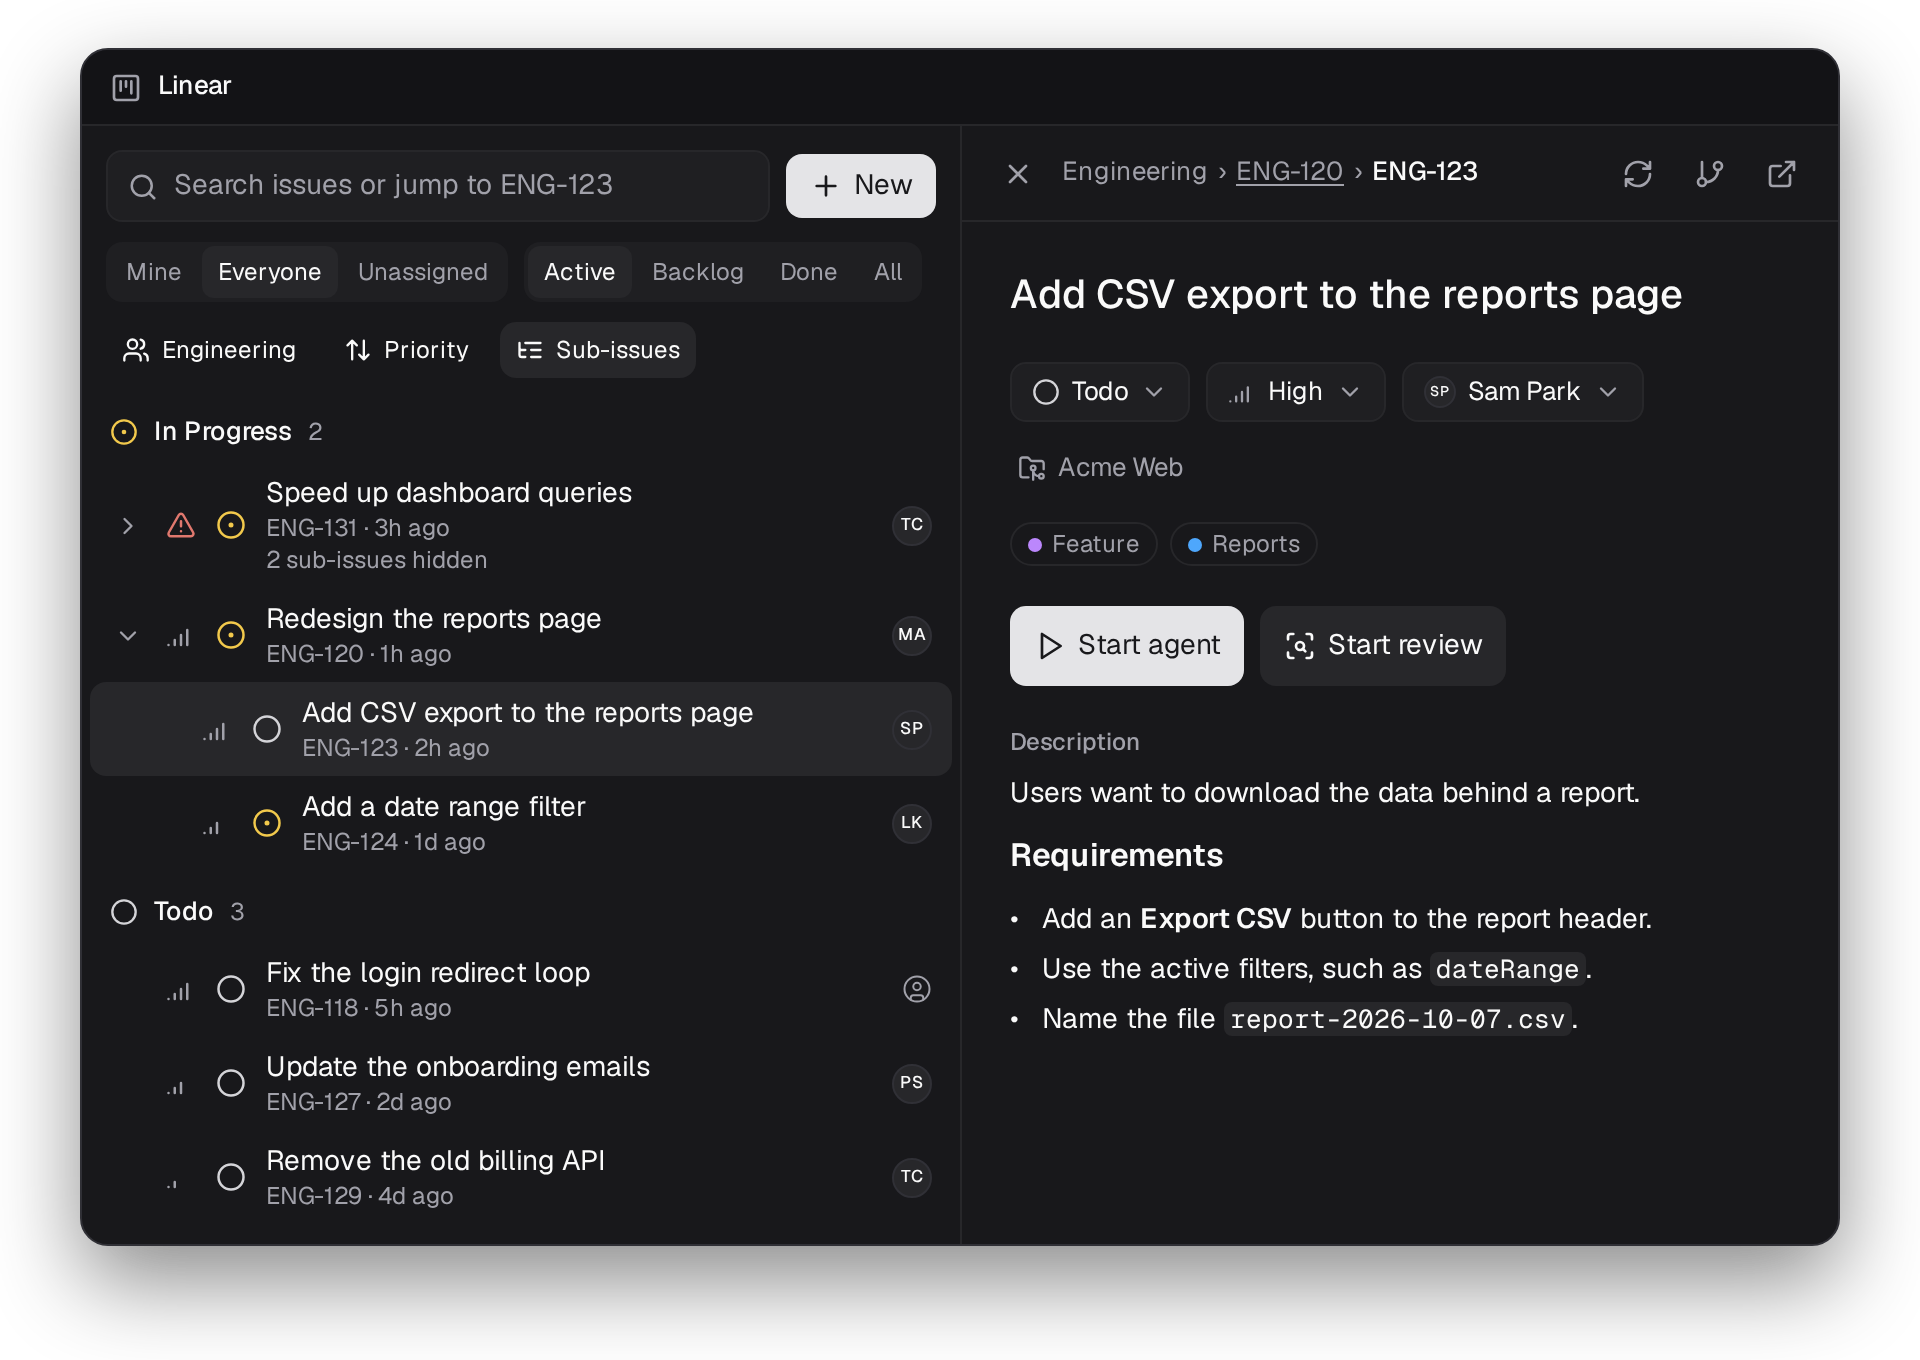 Linear
Search issues or jump to ENG-123
New
Mine Everyone Unassigned Active Backlog Done All
Engineering Priority Sub-issues
In Progress 2
Speed up dashboard queries
ENG-131 · 3h ago
2 sub-issues hidden
TC
Redesign the reports page
ENG-120 · 1h ago
MA
Add CSV export to the reports page
ENG-123 · 2h ago
SP
Add a date range filter
ENG-124 · 1d ago
LK
Todo 3
Fix the login redirect loop
ENG-118 · 5h ago
Update the onboarding emails
ENG-127 · 2d ago
PS
Remove the old billing API
ENG-129 · 4d ago
TC
Engineering › ENG-120 › ENG-123
Add CSV export to the reports page
Todo High SP Sam Park
Acme Web
Feature Reports
Start agent Start review
Description
Users want to download the data behind a report.
Requirements
• Add an Export CSV button to the report header.
• Use the active filters, such as dateRange.
• Name the file report-2026-10-07.csv.